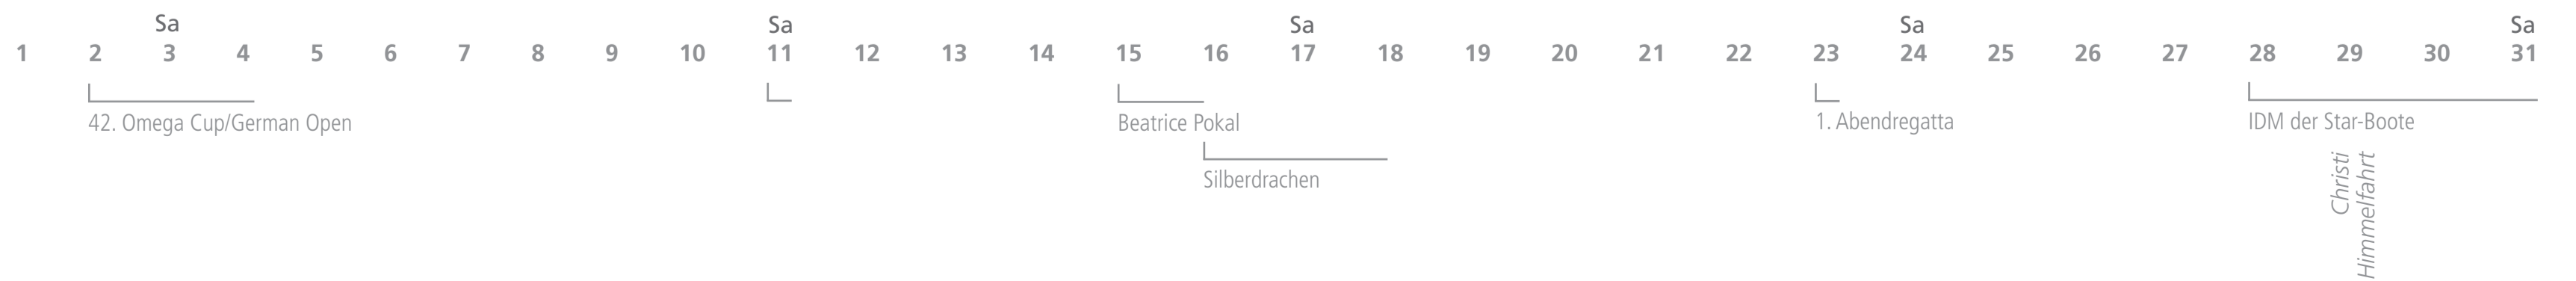 Sa Sa Sa Sa Sa
1 2 3 4 5 6 7 8 9 10 11 12 13 14 15 16 17 18 19 20 21 22 23 24 25 26 27 28 29 30 31
42. Omega Cup/German Open Beatrice Pokal 1. Abendregatta IDM der Star-Boote
Silberdrachen
Christi
Himmelfahrt